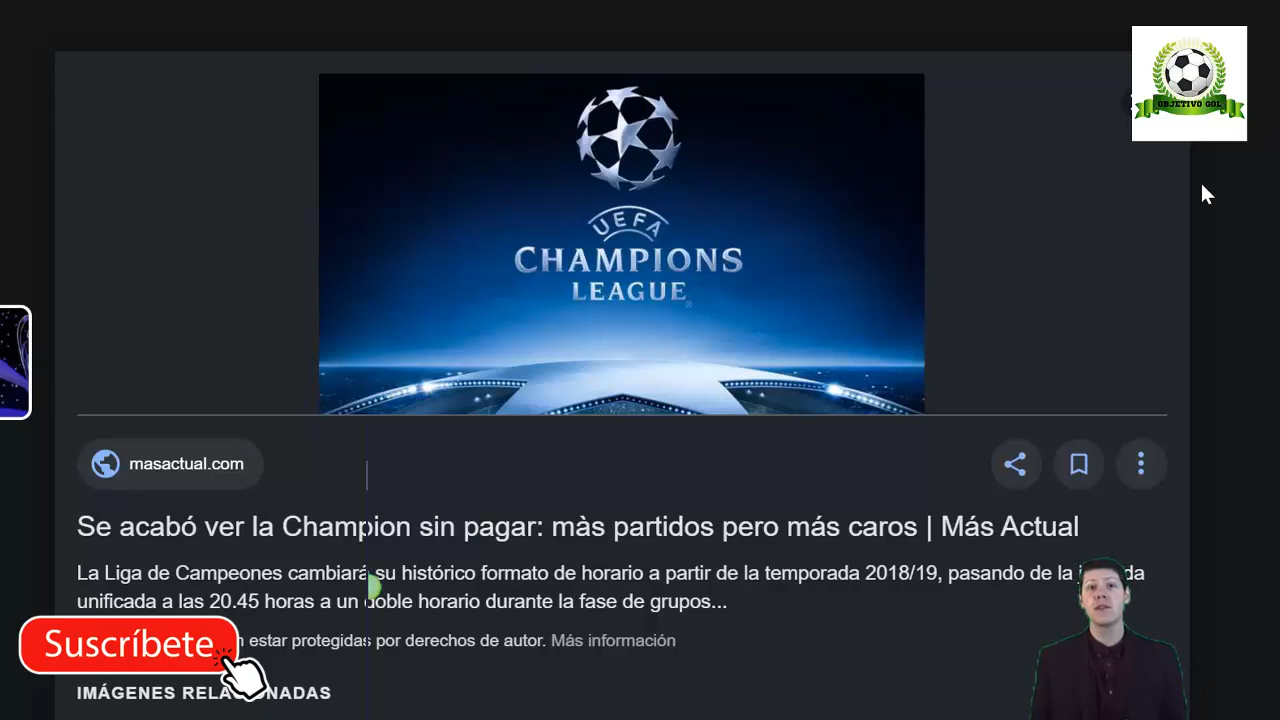 OBJETIVO GOL
UEFA
CHAMPIONS
LEAGUE
masactual.com
Se acabó ver la Champion sin pagar: màs partidos pero más caros | Más Actual
La Liga de Campeones cambiará su histórico formato de horario a partir de la temporada 2018/19, pasando de la
unificada a las 20.45 horas a un doble horario durante la fase de grupos...
estar protegidas por derechos de autor. Más información
Suscríbete
IMÁGENES RELACIONADAS